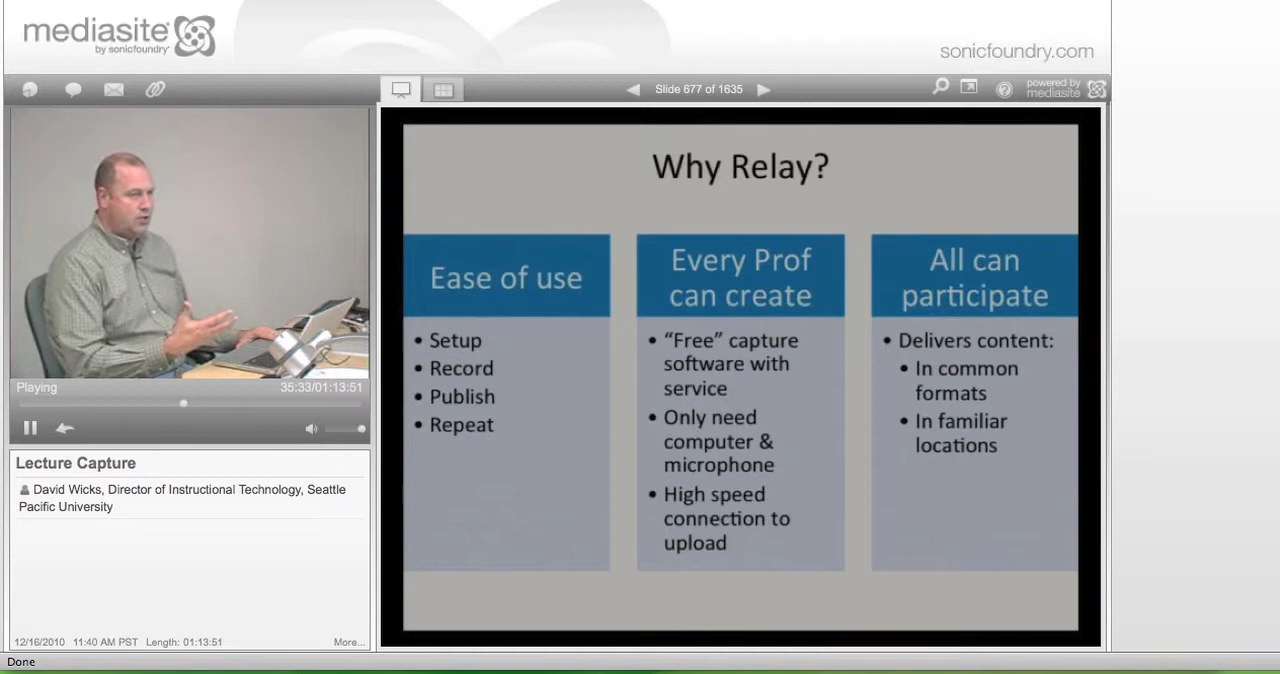 mediasite
by sonicfoundry
sonicfoundry.com
Slide 677 of 1635
powered by
mediasite
Playing
35:33/01:13:51
Lecture Capture
David Wicks, Director of Instructional Technology, Seattle
Pacific University
12/16/2010 11:40 AM PST Length: 01:13:51
More...
Why Relay?
Ease of use
• Setup
• Record
• Publish
• Repeat
Every Prof
can create
• “Free” capture
software with
service
• Only need
computer &
microphone
• High speed
connection to
upload
All can
participate
• Delivers content:
• In common
formats
• In familiar
locations
Done